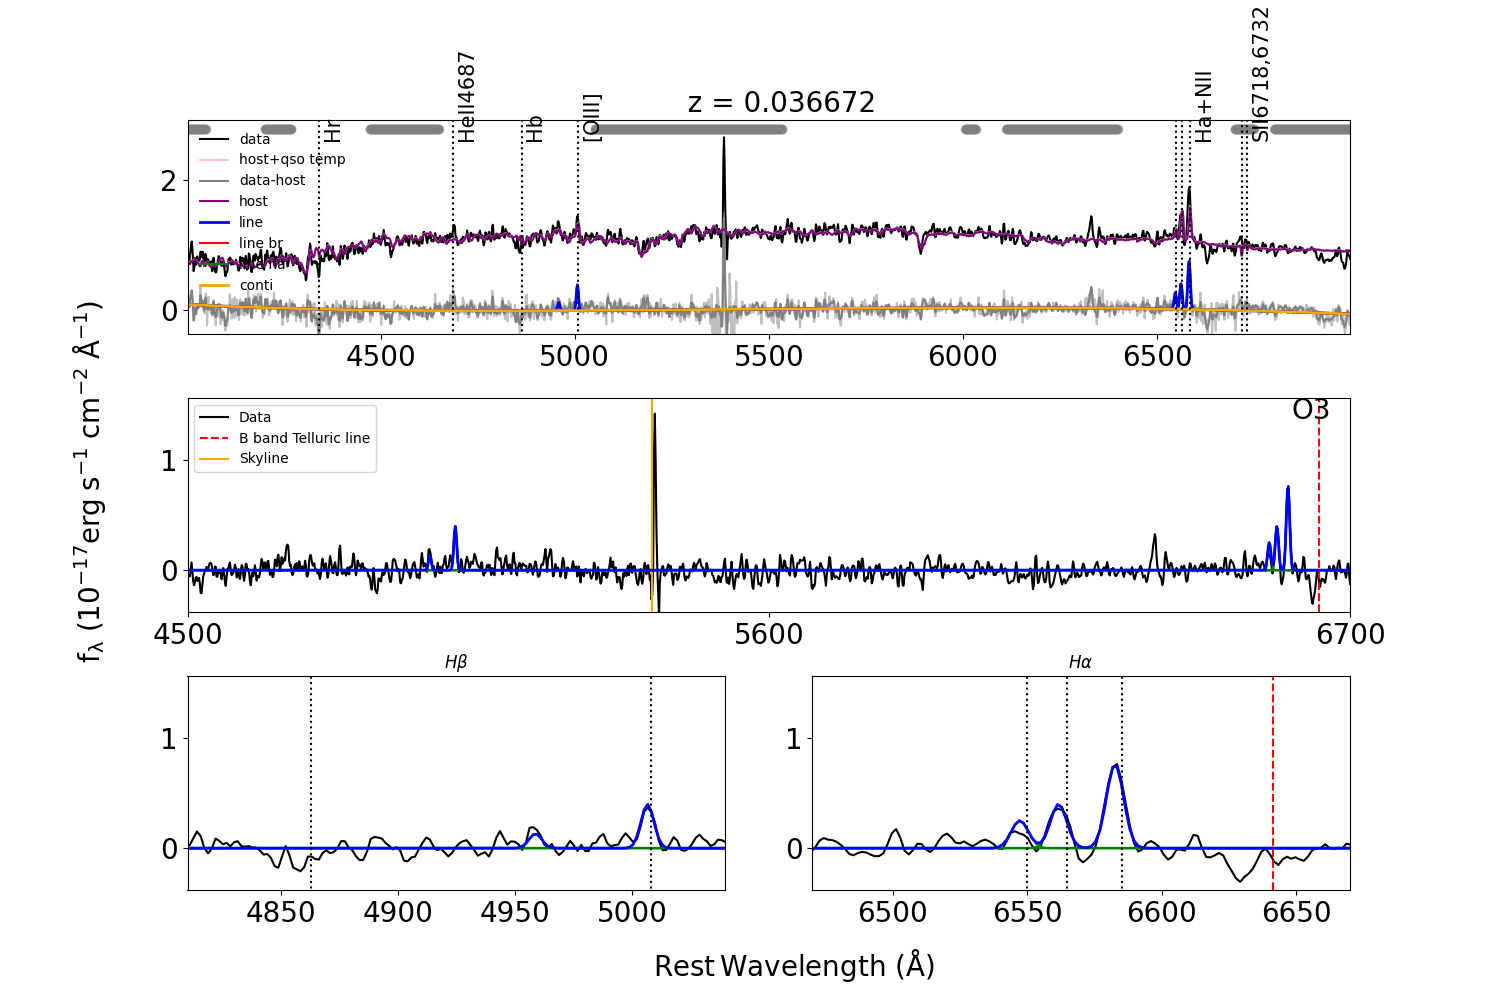 z = 0.036672
Hr
HeII4687
Hb
[OIII]
Ha+NII
SII6718,6732
data
host+qso temp
data-host
host
line
line br
conti
2
0
4500 5000 5500 6000 6500
fλ (10⁻¹⁷erg s⁻¹ cm⁻² Å⁻¹)
Data
B band Telluric line
Skyline
O3
1
0
4500 5600 6700
Hβ
Hα
1
0
4850 4900 4950 5000
1
0
6500 6550 6600 6650
Rest Wavelength (Å)